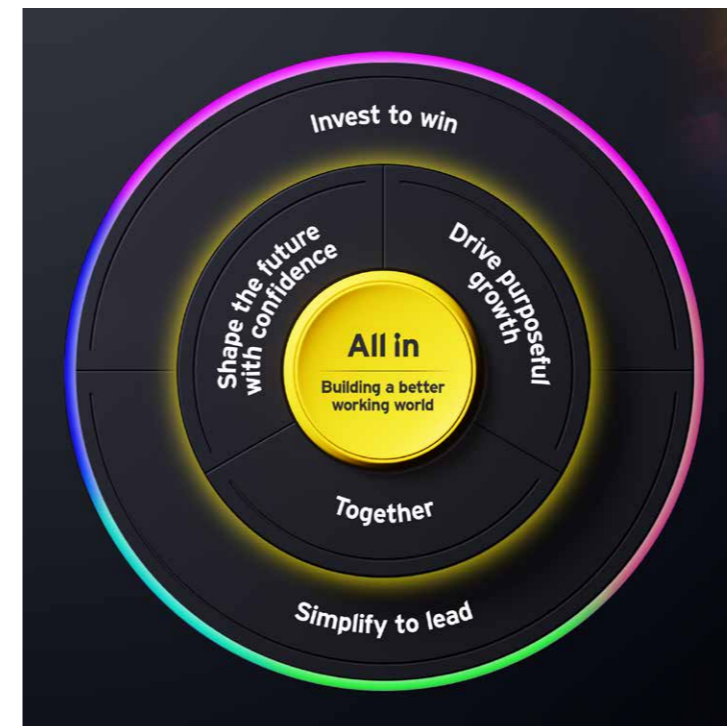 Invest to win
Shape the future
with confidence
Drive purposeful
growth
All in
Building a better
working world
Together
Simplify to lead